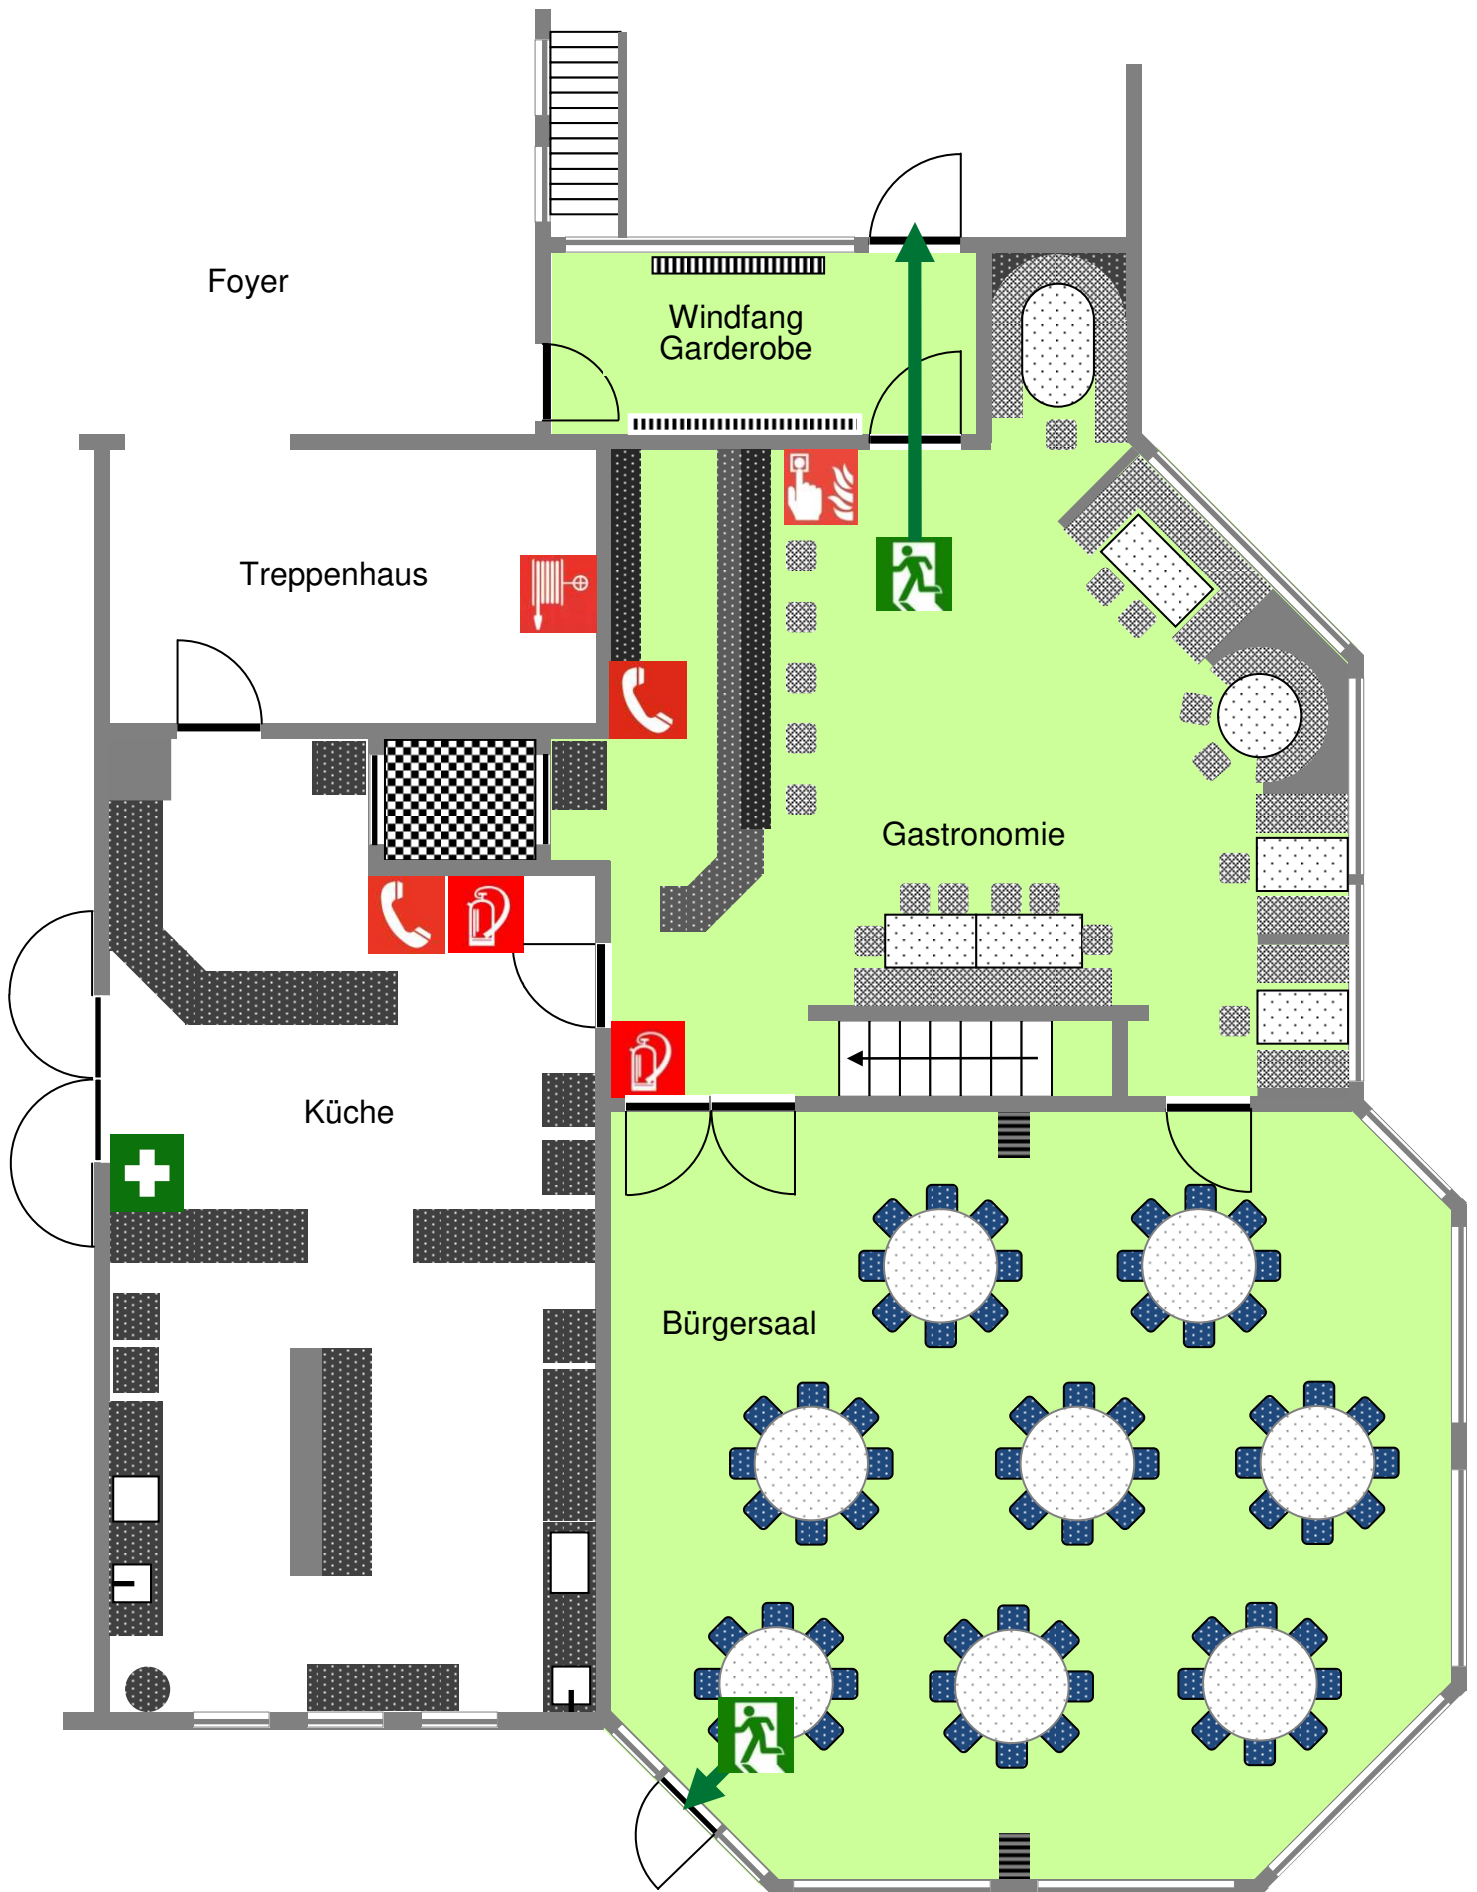 Foyer
Windfang
Garderobe
Treppenhaus
Gastronomie
Küche
Bürgersaal